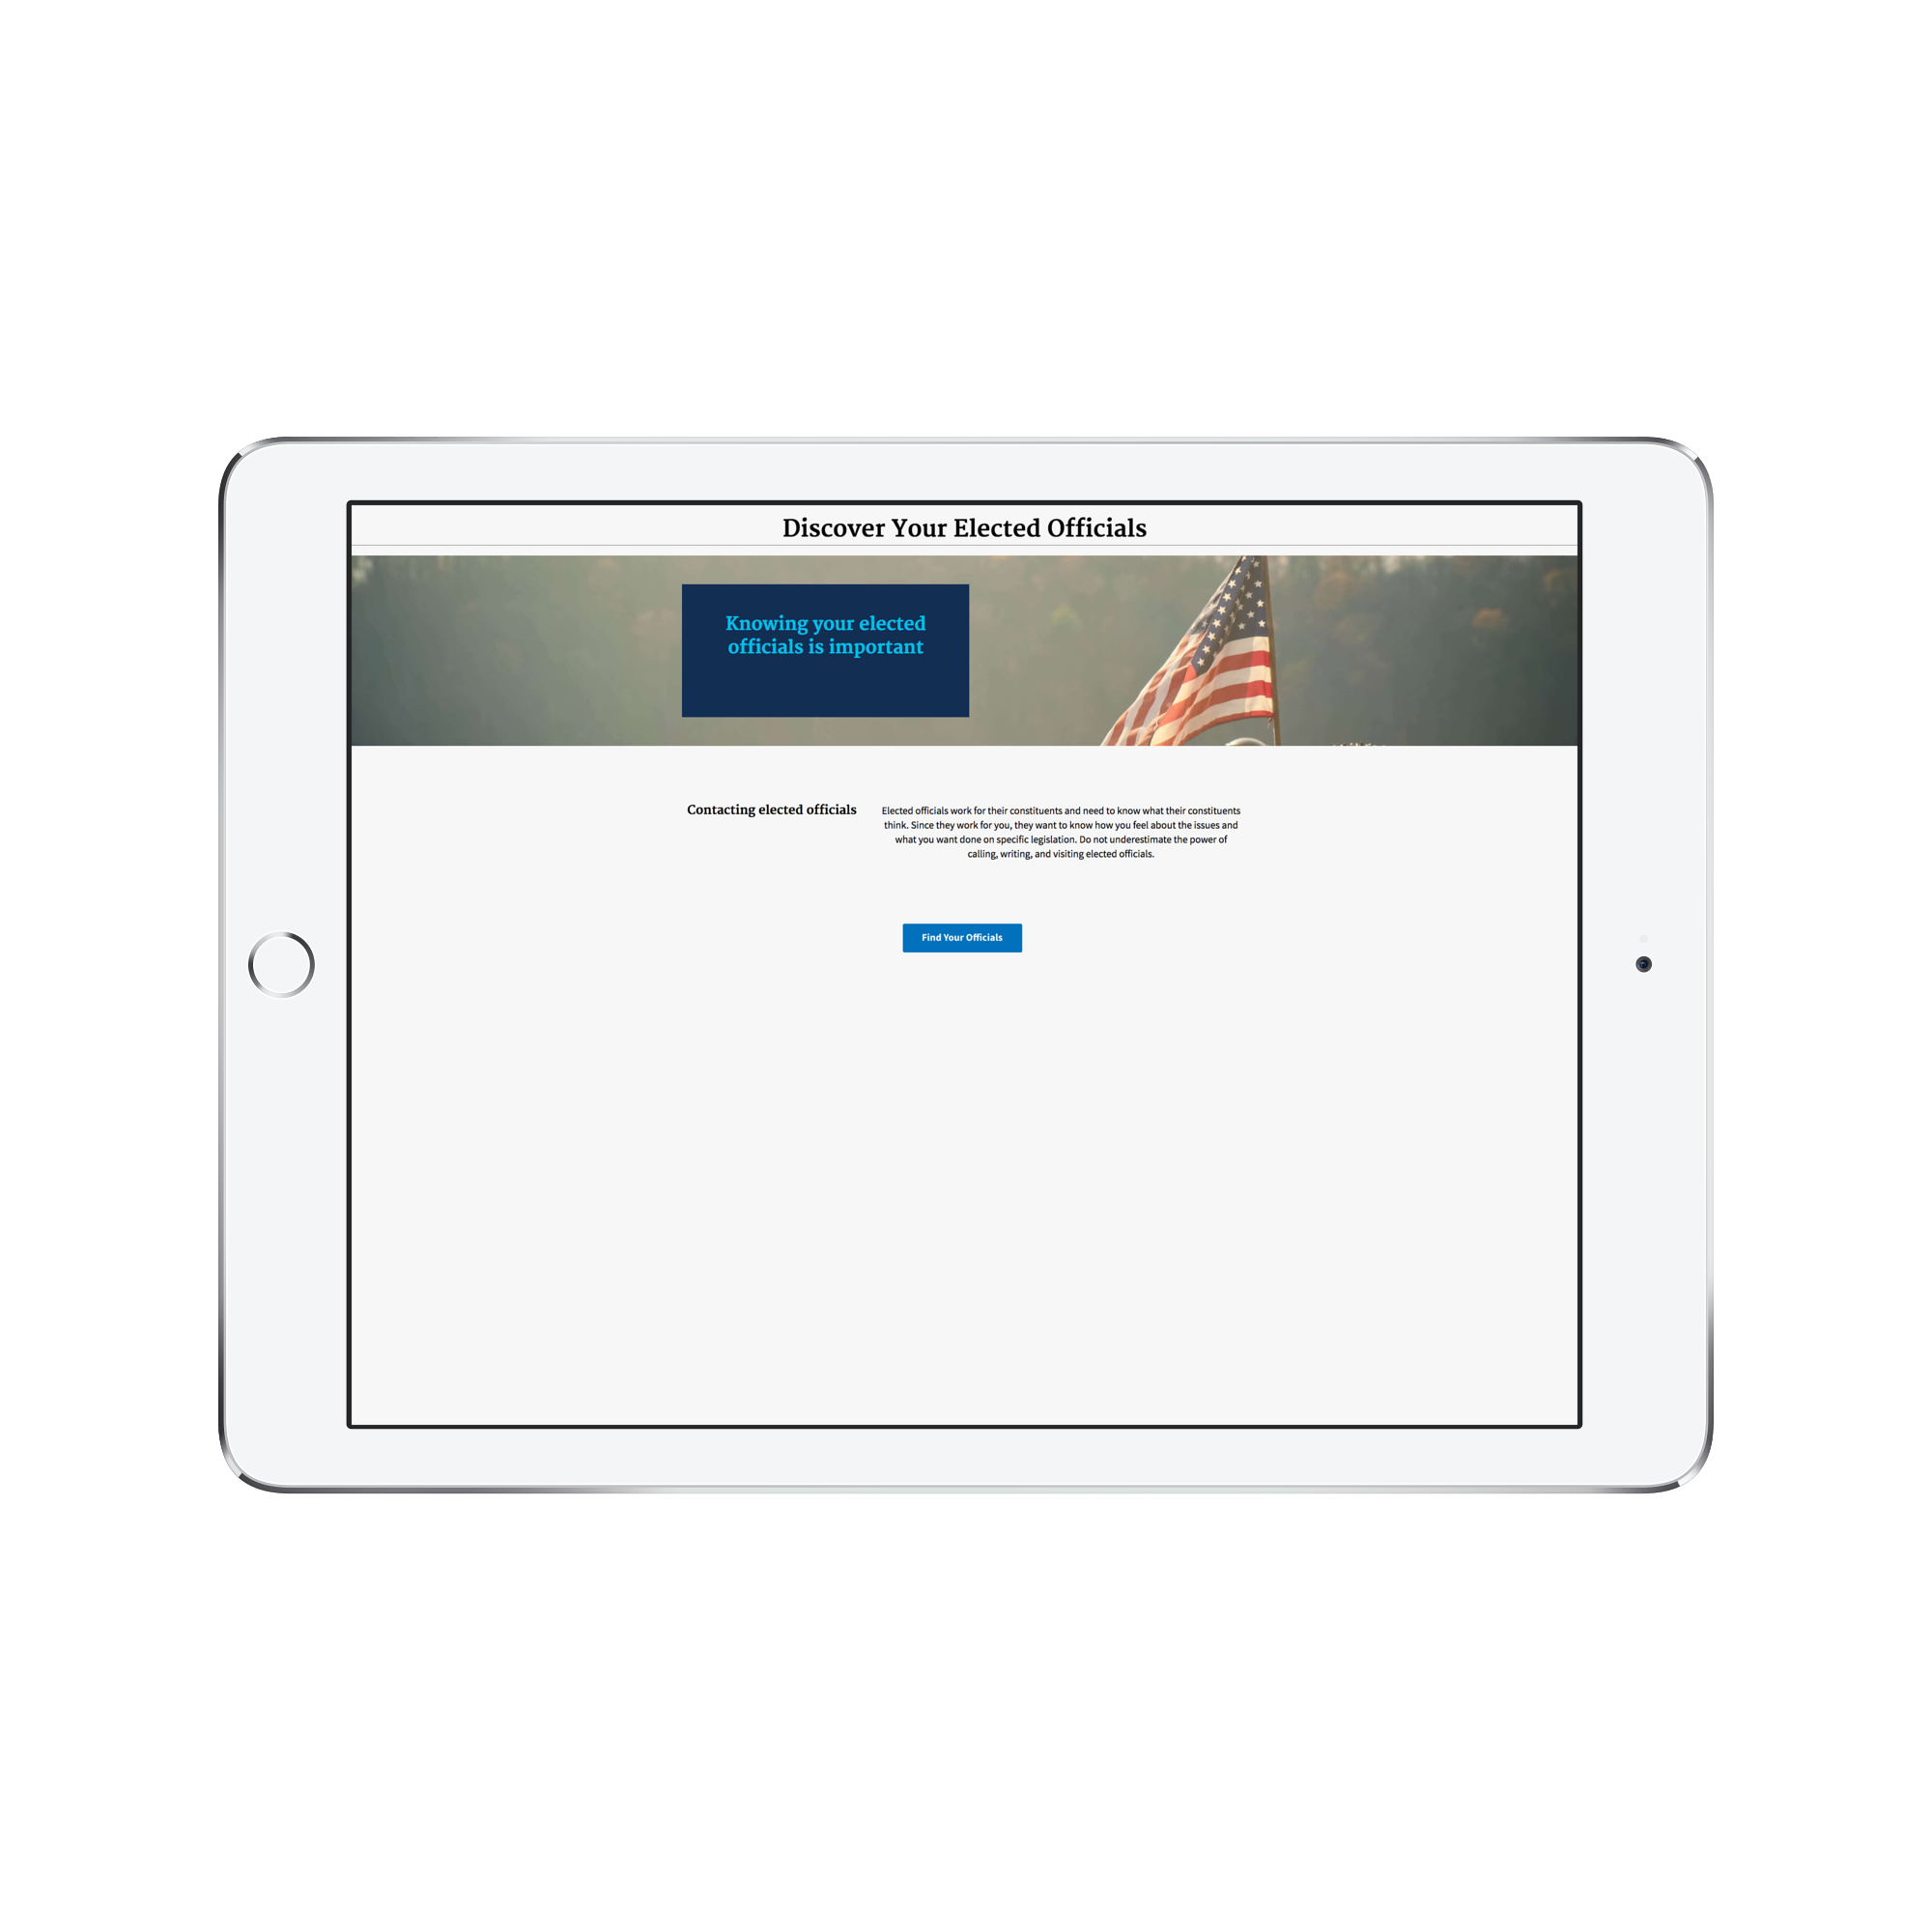 Discover Your Elected Officials
Knowing your elected
officials is important
Contacting elected officials
Elected officials work for their constituents and need to know what their constituents
think. Since they work for you, they want to know how you feel about the issues and
what you want done on specific legislation. Do not underestimate the power of
calling, writing, and visiting elected officials.
Find Your Officials